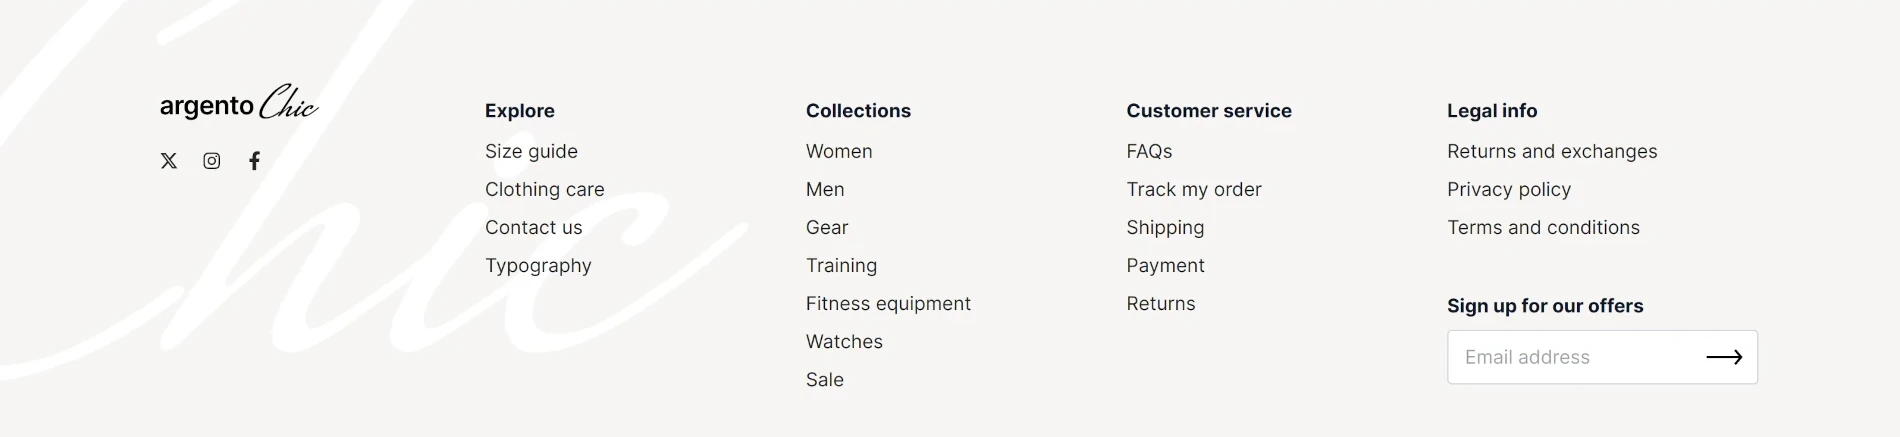 argento Chic
Explore
Size guide
Clothing care
Contact us
Typography
Collections
Women
Men
Gear
Training
Fitness equipment
Watches
Sale
Customer service
FAQs
Track my order
Shipping
Payment
Returns
Legal info
Returns and exchanges
Privacy policy
Terms and conditions
Sign up for our offers
Email address
Chic